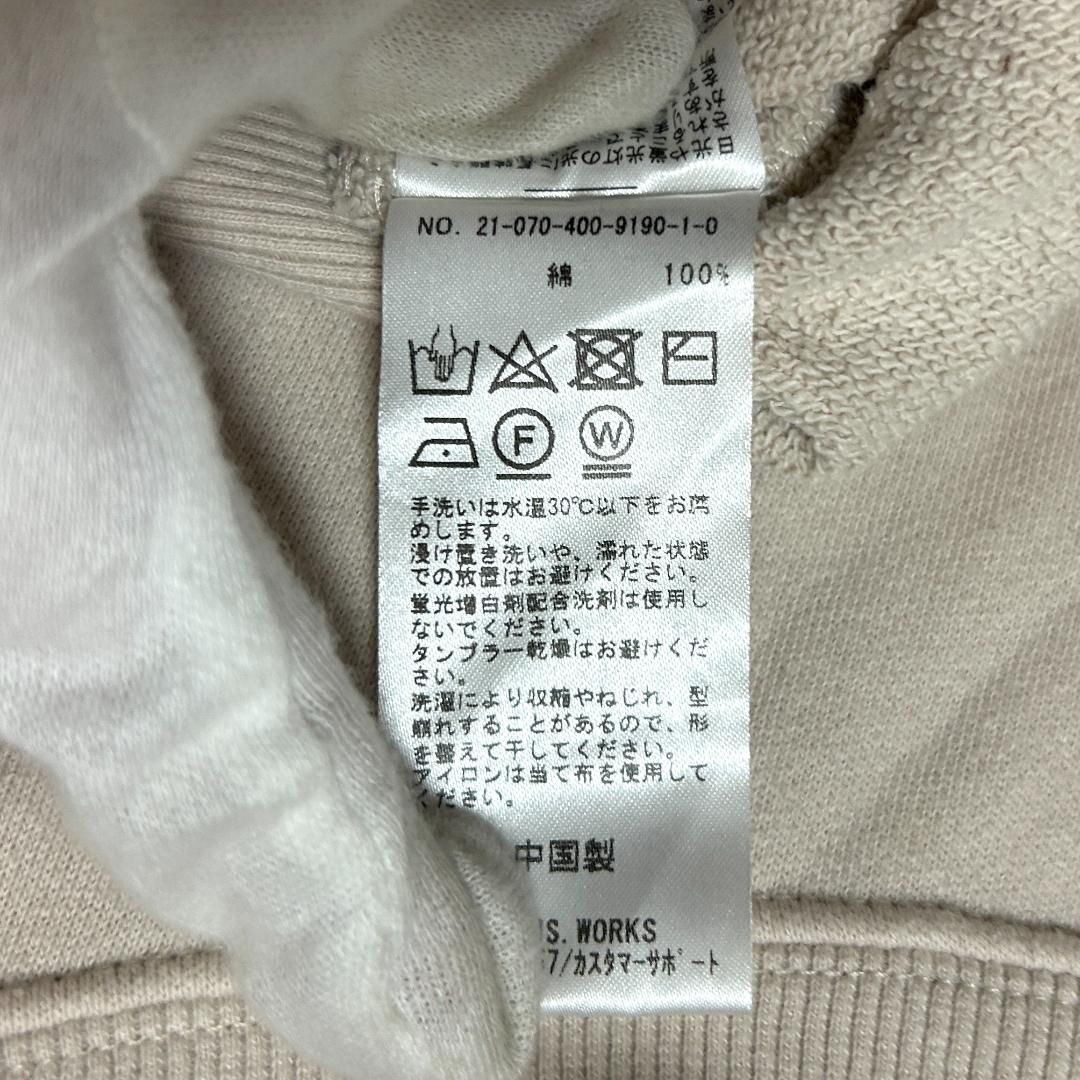 NO. 21-070-400-9190-1-0
綿 100%
F W
手洗いは水温30℃以下をお薦
めします。
浸け置き洗いや、濡れた状態
での放置はお避けください。
蛍光増白剤配合洗剤は使用し
ないでください。
タンブラー乾燥はお避けくだ
さい。
洗濯により収縮やねじれ、型
崩れすることがあるので、形
を整えて干してください。
アイロンは当て布を使用して
ください。
中国製
S. WORKS
7/カスタマーサポート